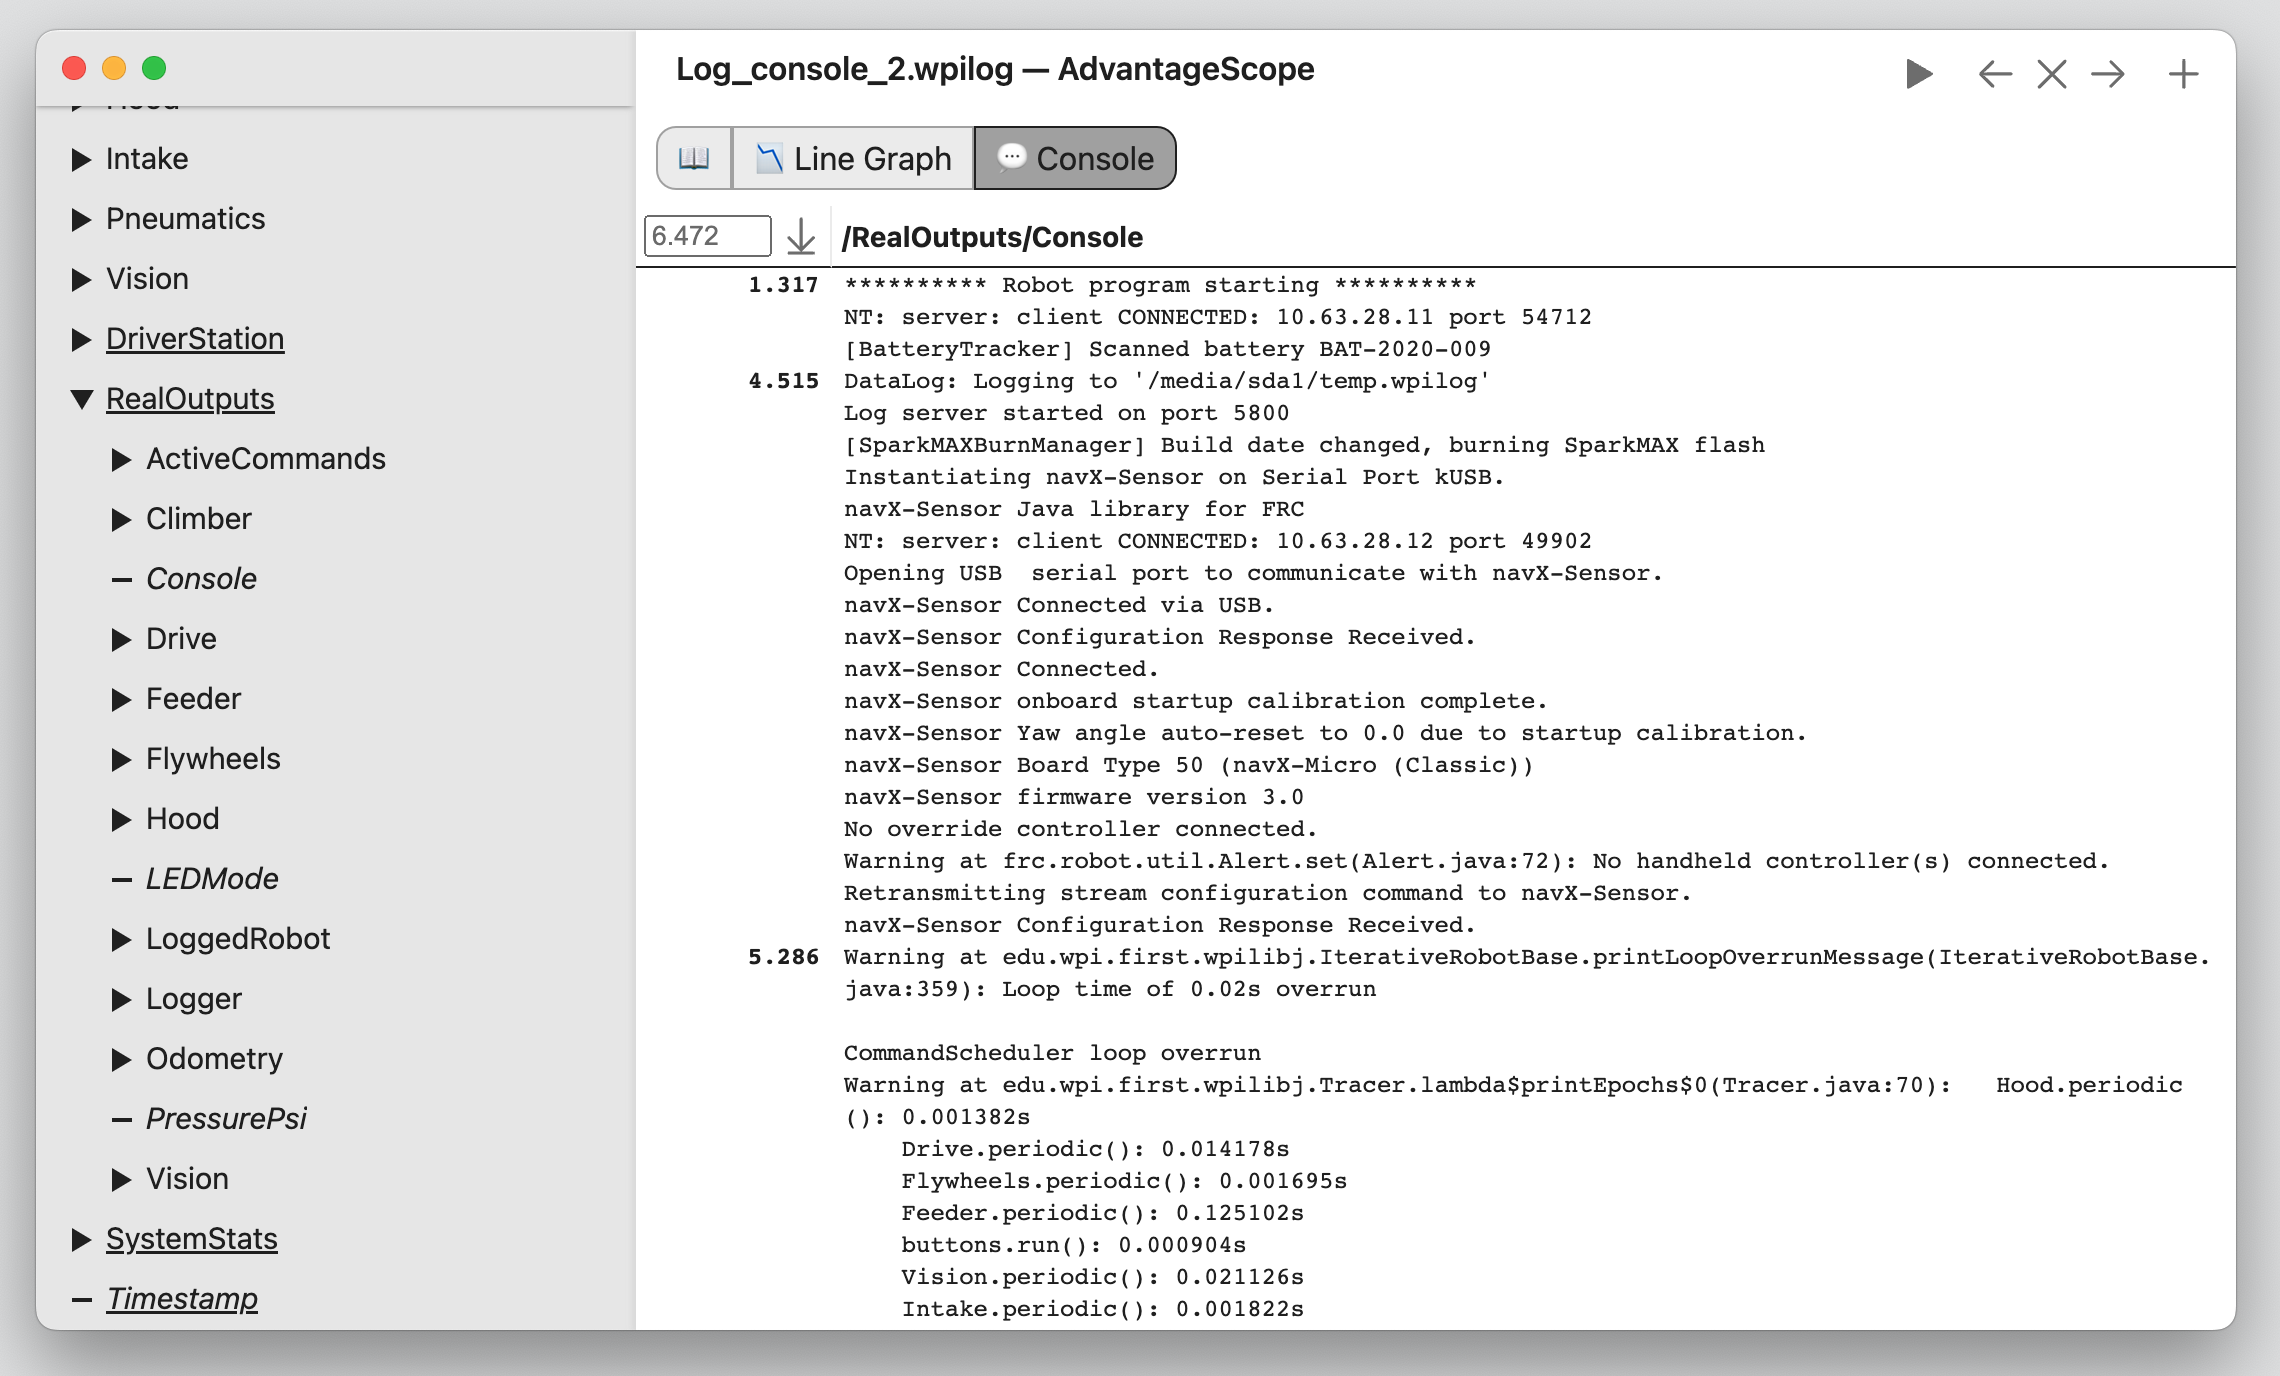 Log_console_2.wpilog — AdvantageScope
Intake
Pneumatics
Vision
DriverStation
RealOutputs
ActiveCommands
Climber
Console
Drive
Feeder
Flywheels
Hood
LEDMode
LoggedRobot
Logger
Odometry
PressurePsi
Vision
SystemStats
Timestamp
Line Graph
Console
6.472
/RealOutputs/Console
1.317 ********** Robot program starting **********
NT: server: client CONNECTED: 10.63.28.11 port 54712
[BatteryTracker] Scanned battery BAT-2020-009
4.515 DataLog: Logging to '/media/sda1/temp.wpilog'
Log server started on port 5800
[SparkMAXBurnManager] Build date changed, burning SparkMAX flash
Instantiating navX-Sensor on Serial Port kUSB.
navX-Sensor Java library for FRC
NT: server: client CONNECTED: 10.63.28.12 port 49902
Opening USB  serial port to communicate with navX-Sensor.
navX-Sensor Connected via USB.
navX-Sensor Configuration Response Received.
navX-Sensor Connected.
navX-Sensor onboard startup calibration complete.
navX-Sensor Yaw angle auto-reset to 0.0 due to startup calibration.
navX-Sensor Board Type 50 (navX-Micro (Classic))
navX-Sensor firmware version 3.0
No override controller connected.
Warning at frc.robot.util.Alert.set(Alert.java:72): No handheld controller(s) connected.
Retransmitting stream configuration command to navX-Sensor.
navX-Sensor Configuration Response Received.
5.286 Warning at edu.wpi.first.wpilibj.IterativeRobotBase.printLoopOverrunMessage(IterativeRobotBase.
java:359): Loop time of 0.02s overrun
CommandScheduler loop overrun
Warning at edu.wpi.first.wpilibj.Tracer.lambda$printEpochs$0(Tracer.java:70):   Hood.periodic
(): 0.001382s
Drive.periodic(): 0.014178s
Flywheels.periodic(): 0.001695s
Feeder.periodic(): 0.125102s
buttons.run(): 0.000904s
Vision.periodic(): 0.021126s
Intake.periodic(): 0.001822s